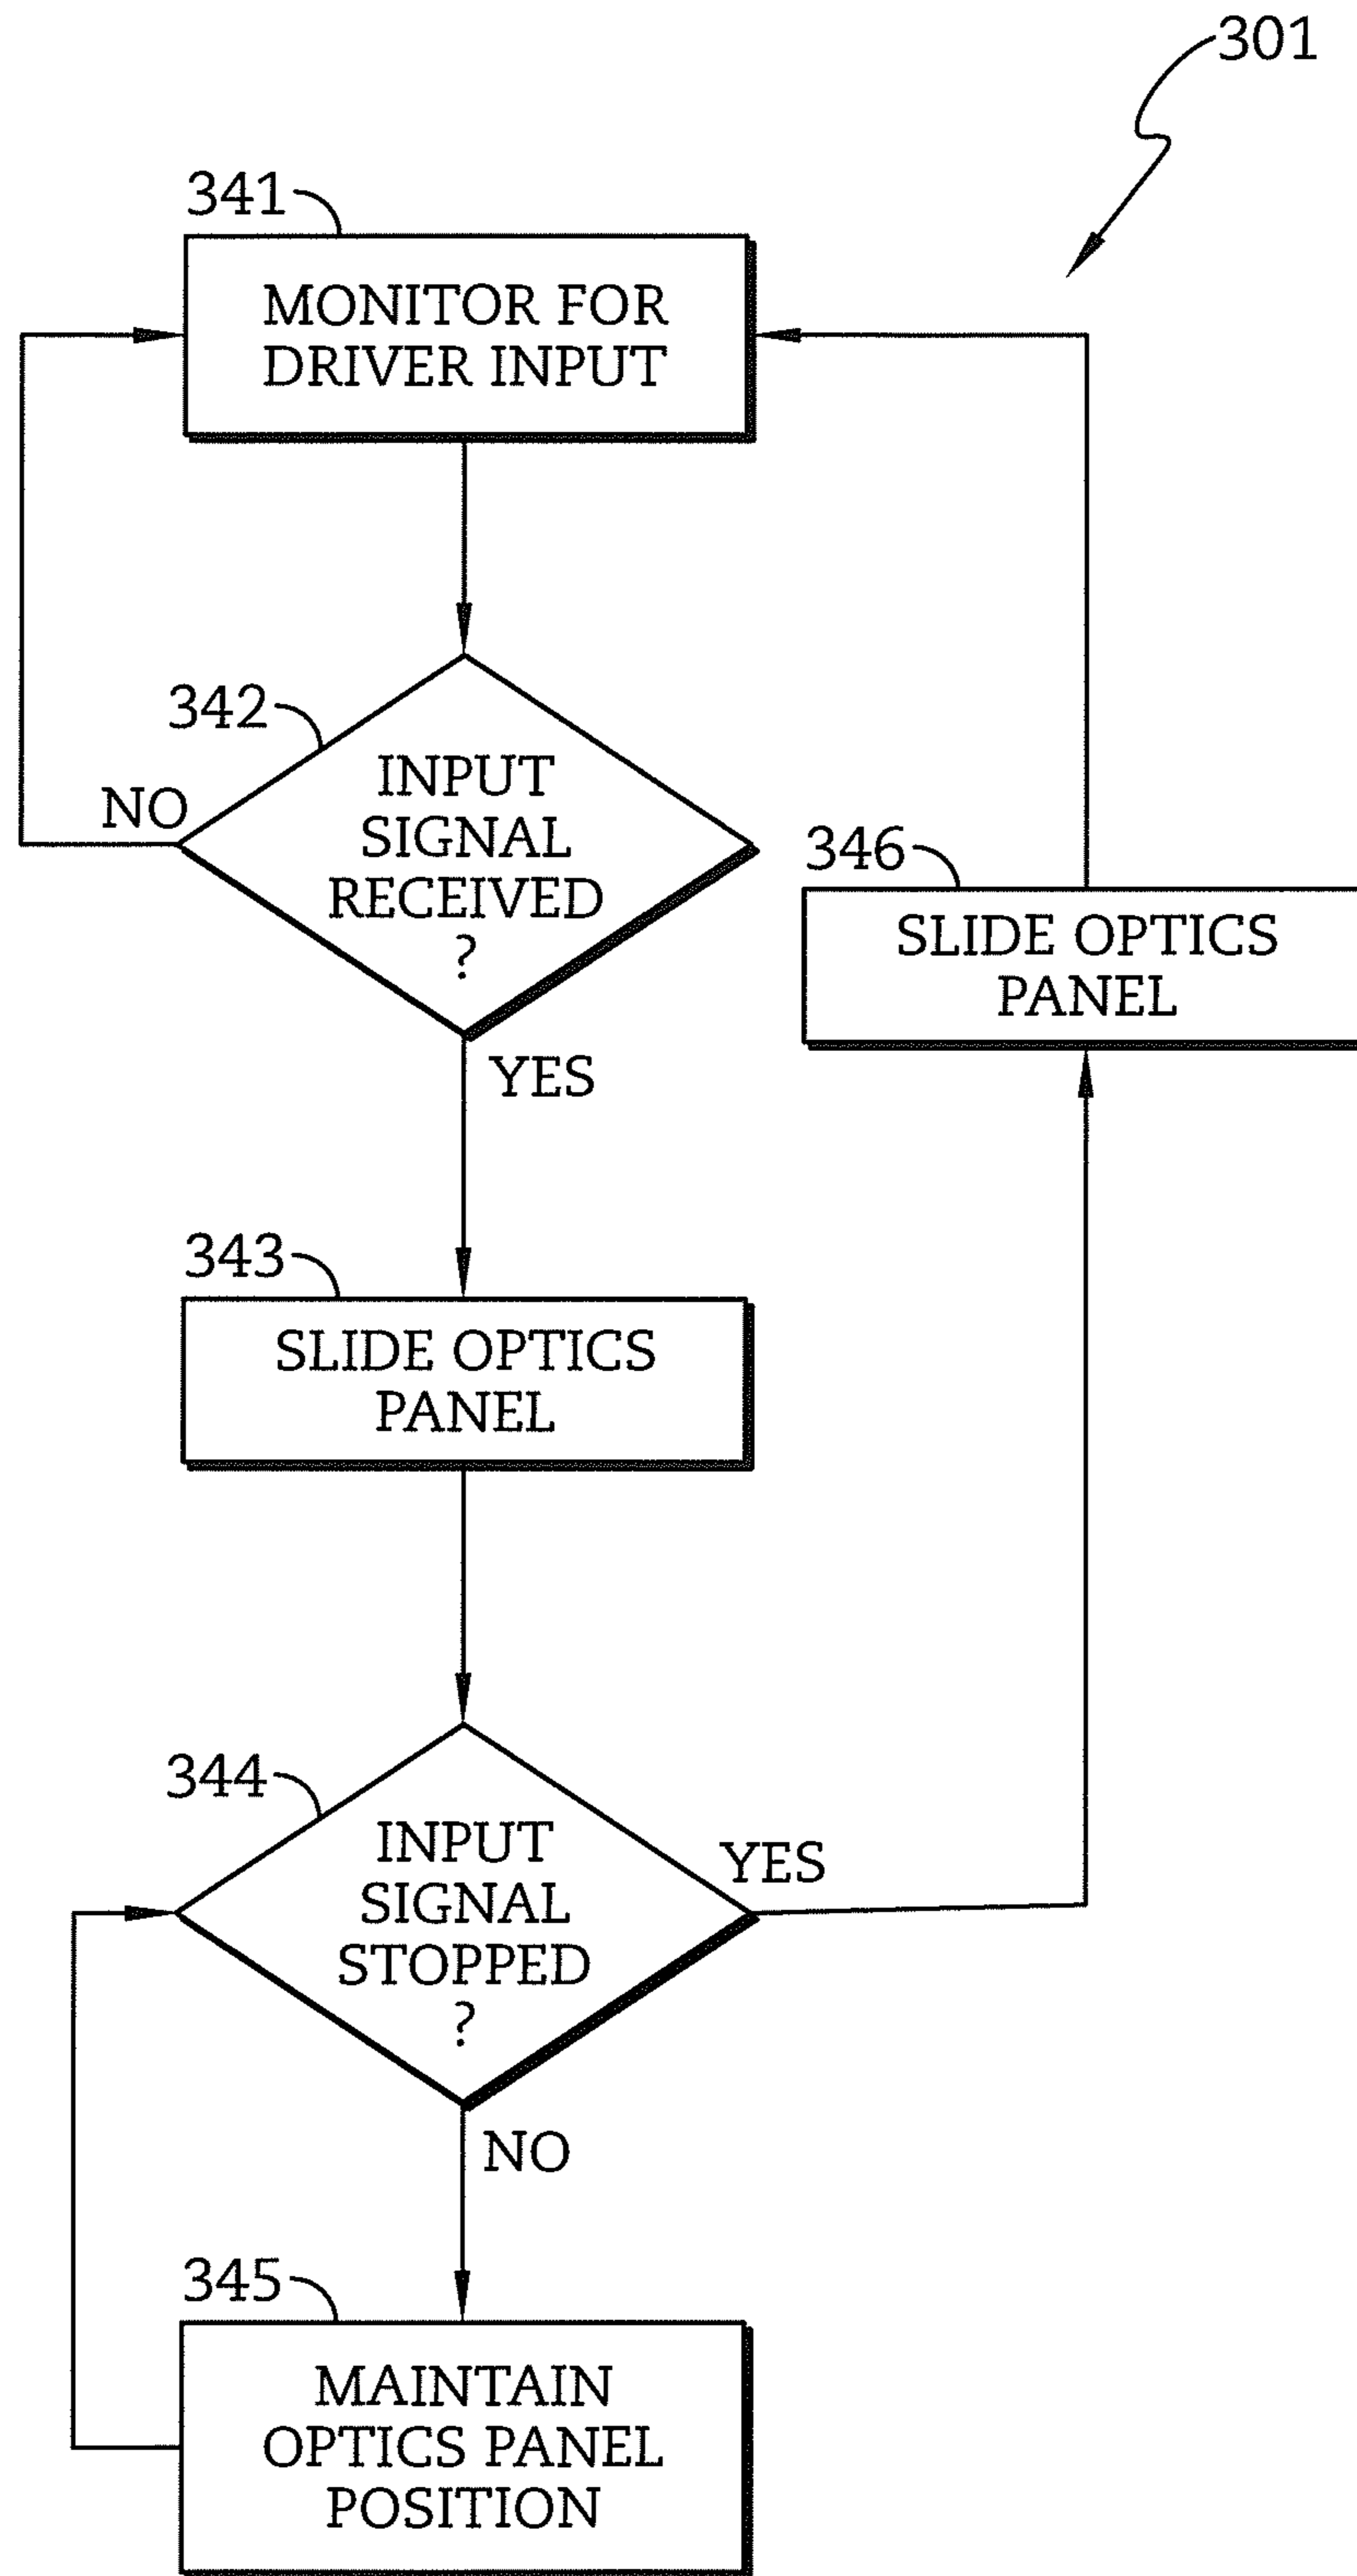 301
341
MONITOR FOR
DRIVER INPUT
342
INPUT
SIGNAL
RECEIVED
?
NO
YES
346
SLIDE OPTICS
PANEL
343
SLIDE OPTICS
PANEL
344
INPUT
SIGNAL
STOPPED
?
YES
NO
345
MAINTAIN
OPTICS PANEL
POSITION